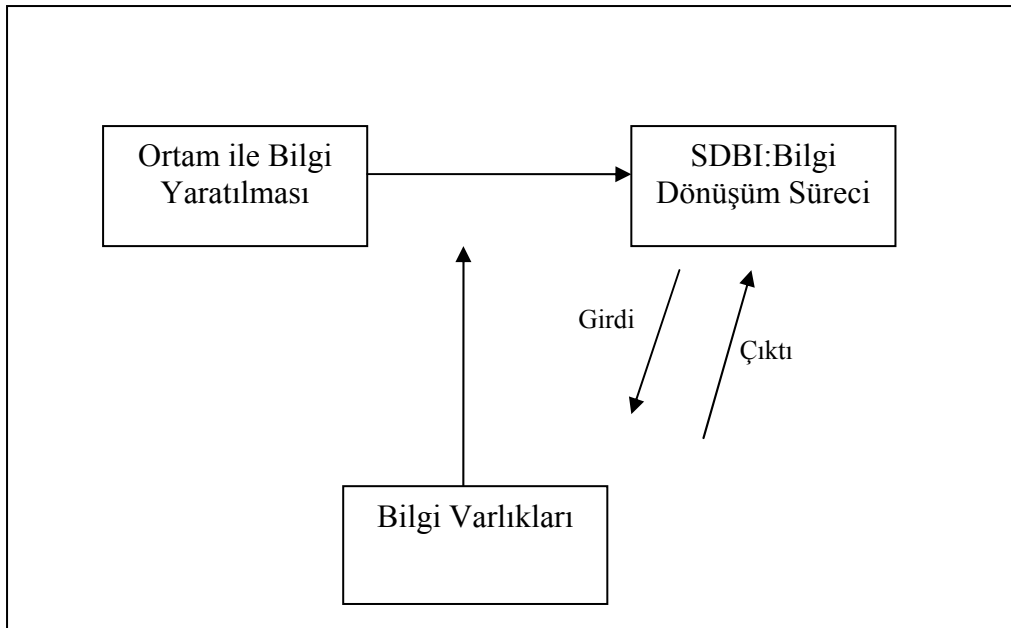 Ortam ile Bilgi
Yaratılması
SDBI:Bilgi
Dönüşüm Süreci
Girdi
Çıktı
Bilgi Varlıkları